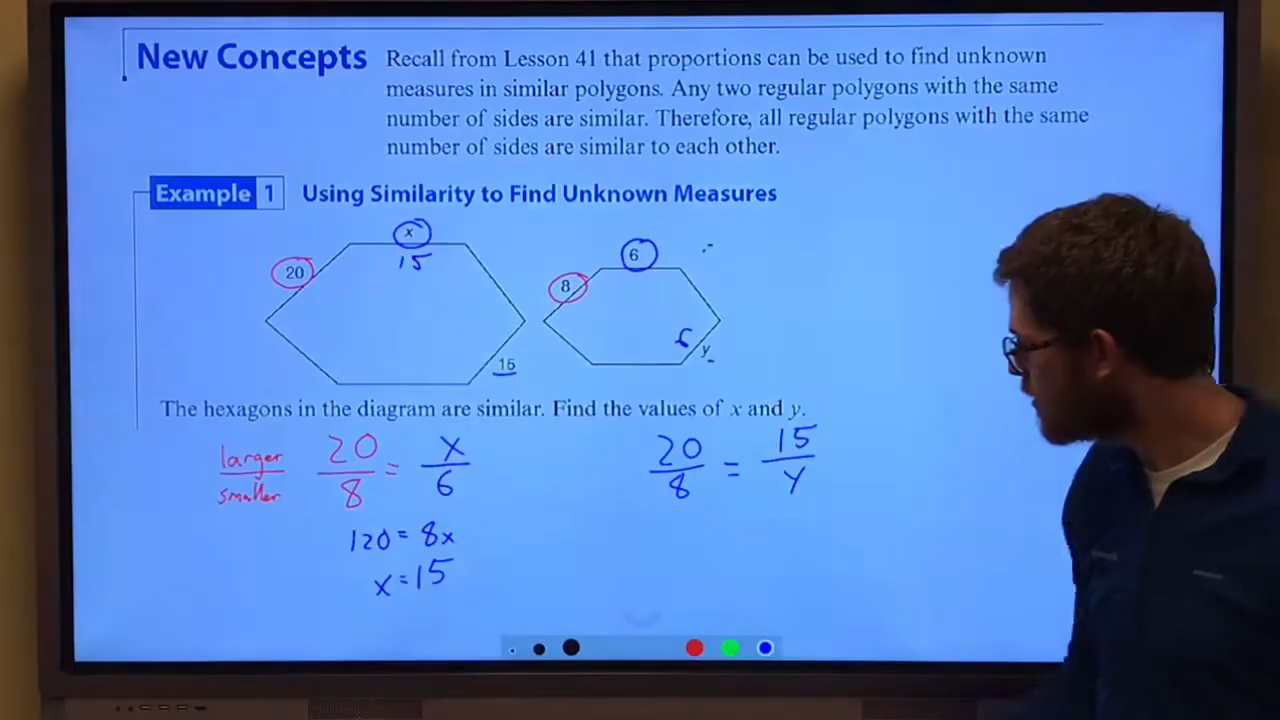 New Concepts Recall from Lesson 41 that proportions can be used to find unknown
measures in similar polygons. Any two regular polygons with the same
number of sides are similar. Therefore, all regular polygons with the same
number of sides are similar to each other.
Example 1 Using Similarity to Find Unknown Measures
x
15
20
15
6
8
6
y
The hexagons in the diagram are similar. Find the values of x and y.
larger
smaller
20/8 = x/6
20/8 = 15/y
120 = 8x
x = 15